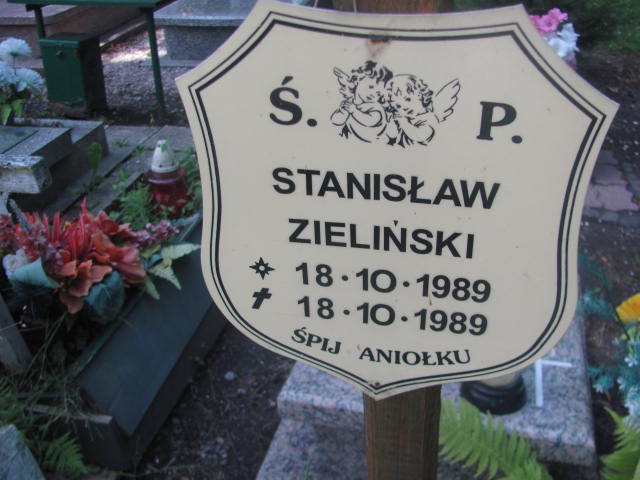 Ś. P.
STANISŁAW
ZIELIŃSKI
18·10·1989
18·10·1989
ŚPIJ ANIOŁKU